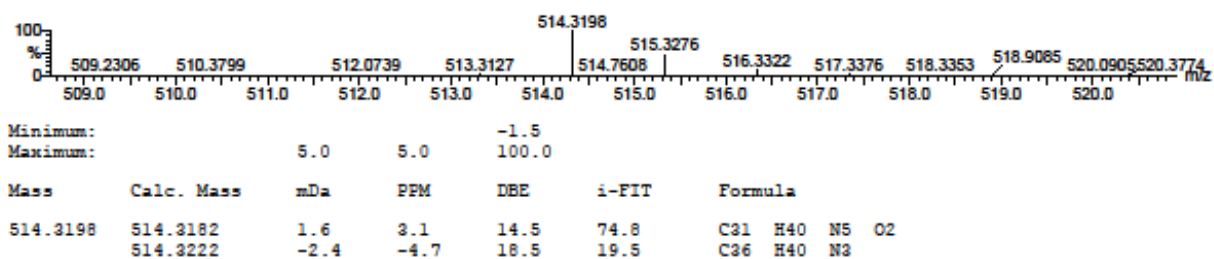 514.3198
100
515.3276
%
509.2306 510.3799 512.0739 513.3127 514.7608 516.3322 517.3376 518.3353 518.9085 520.0905 520.3774
0 m/z
509.0 510.0 511.0 512.0 513.0 514.0 515.0 516.0 517.0 518.0 519.0 520.0
Minimum: -1.5
Maximum: 5.0 5.0 100.0
Mass Calc. Mass mDa PPM DBE i-FIT Formula
514.3198 514.3182 1.6 3.1 14.5 74.8 C31 H40 N5 O2
514.3222 -2.4 -4.7 18.5 19.5 C36 H40 N3